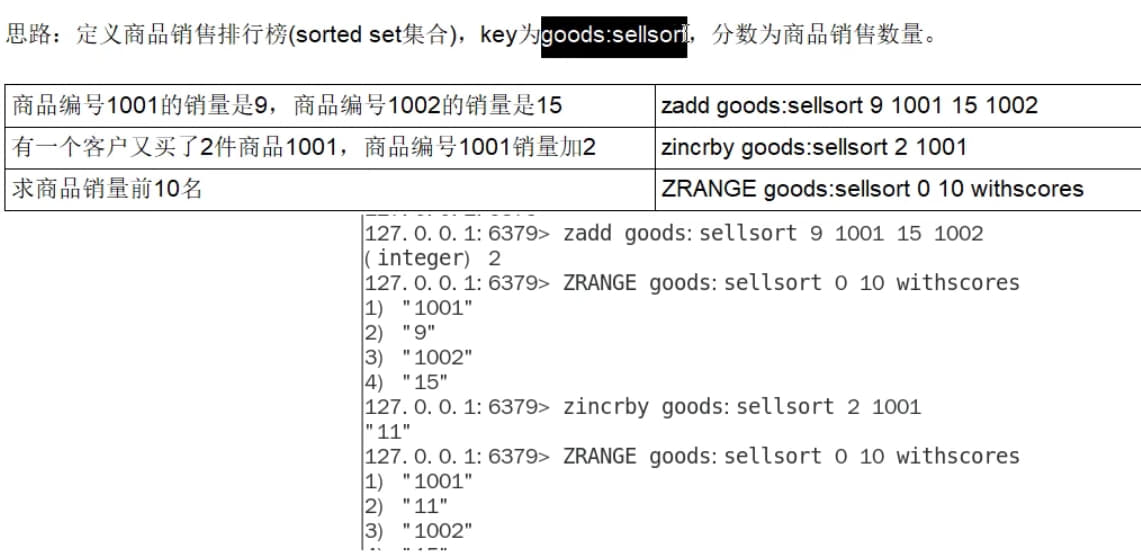 思路：定义商品销售排行榜(sorted set集合)，key为goods:sellsort，分数为商品销售数量。
商品编号1001的销量是9，商品编号1002的销量是15 zadd goods:sellsort 9 1001 15 1002
有一个客户又买了2件商品1001，商品编号1001销量加2 zincrby goods:sellsort 2 1001
求商品销量前10名 ZRANGE goods:sellsort 0 10 withscores
127.0.0.1:6379> zadd goods:sellsort 9 1001 15 1002
(integer) 2
127.0.0.1:6379> ZRANGE goods:sellsort 0 10 withscores
1) "1001"
2) "9"
3) "1002"
4) "15"
127.0.0.1:6379> zincrby goods:sellsort 2 1001
"11"
127.0.0.1:6379> ZRANGE goods:sellsort 0 10 withscores
1) "1001"
2) "11"
3) "1002"